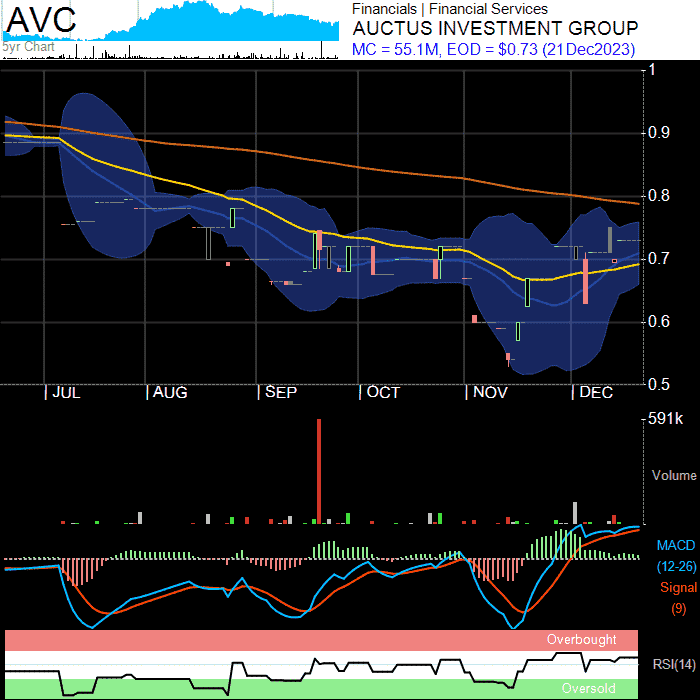 AVC
5yr Chart
Financials | Financial Services
AUCTUS INVESTMENT GROUP
MC = 55.1M, EOD = $0.73 (21Dec2023)
1
0.9
0.8
0.7
0.6
0.5
| JUL | AUG | SEP | OCT | NOV | DEC
591k
Volume
MACD
(12-26)
Signal
(9)
Overbought
RSI(14)
Oversold